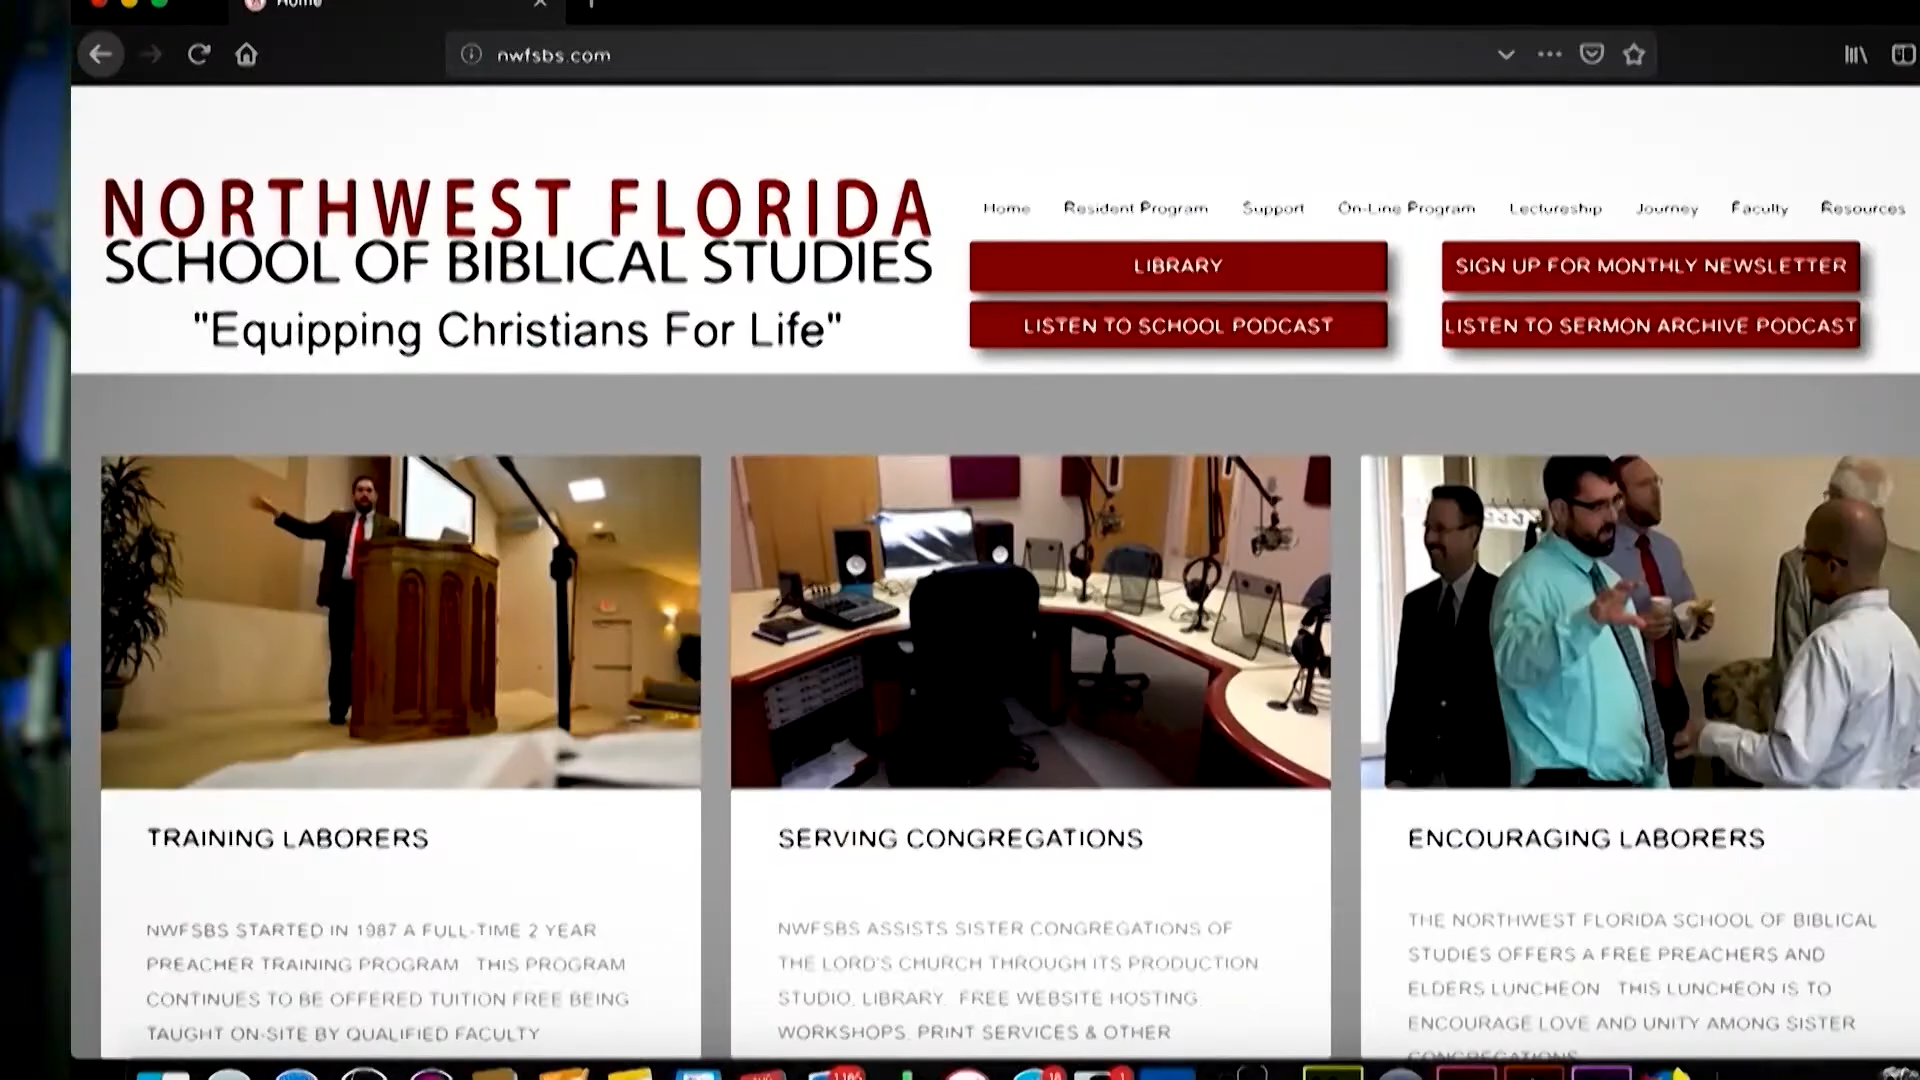 Home
nwfsbs.com
NORTHWEST FLORIDA
SCHOOL OF BIBLICAL STUDIES
"Equipping Christians For Life"
Home Resident Program Support On-Line Program Lectureship Journey Faculty Resources
LIBRARY
SIGN UP FOR MONTHLY NEWSLETTER
LISTEN TO SCHOOL PODCAST
LISTEN TO SERMON ARCHIVE PODCAST
TRAINING LABORERS
NWFSBS STARTED IN 1987 A FULL-TIME 2 YEAR
PREACHER TRAINING PROGRAM THIS PROGRAM
CONTINUES TO BE OFFERED TUITION FREE BEING
TAUGHT ON-SITE BY QUALIFIED FACULTY
SERVING CONGREGATIONS
NWFSBS ASSISTS SISTER CONGREGATIONS OF
THE LORD'S CHURCH THROUGH ITS PRODUCTION
STUDIO, LIBRARY, FREE WEBSITE HOSTING,
WORKSHOPS, PRINT SERVICES & OTHER
ENCOURAGING LABORERS
THE NORTHWEST FLORIDA SCHOOL OF BIBLICAL
STUDIES OFFERS A FREE PREACHERS AND
ELDERS LUNCHEON THIS LUNCHEON IS TO
ENCOURAGE LOVE AND UNITY AMONG SISTER
CONGREGATIONS